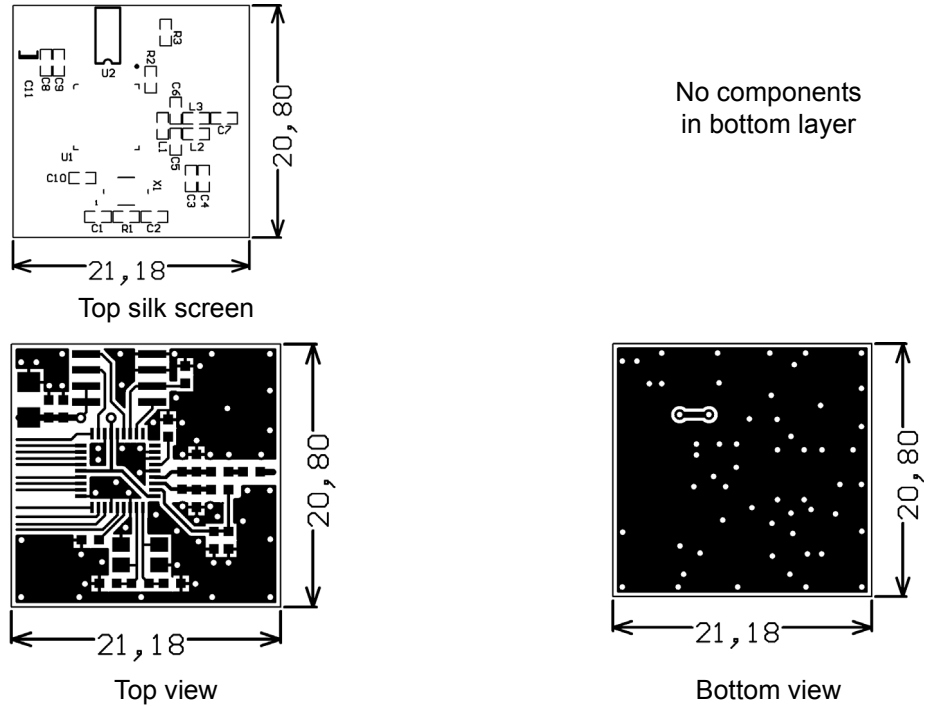 U2
R3
R2
C11
C8
C9
C6
L3
C7
L1
L2
C5
U1
C10
X1
C3
C4
1
C1
R1
C2
20,80
21,18
Top silk screen
No components
in bottom layer
20,80
21,18
Top view
20,80
21,18
Bottom view